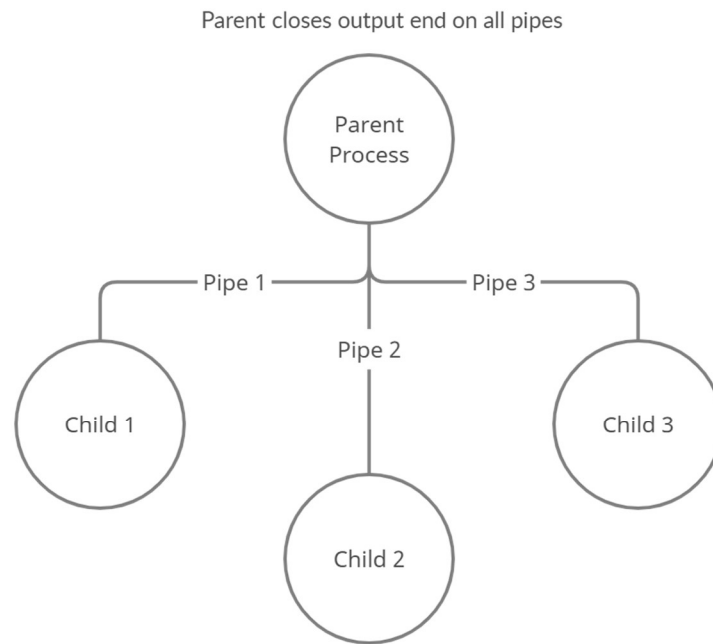 Parent closes output end on all pipes
Parent
Process
Pipe 1
Pipe 3
Pipe 2
Child 1
Child 3
Child 2